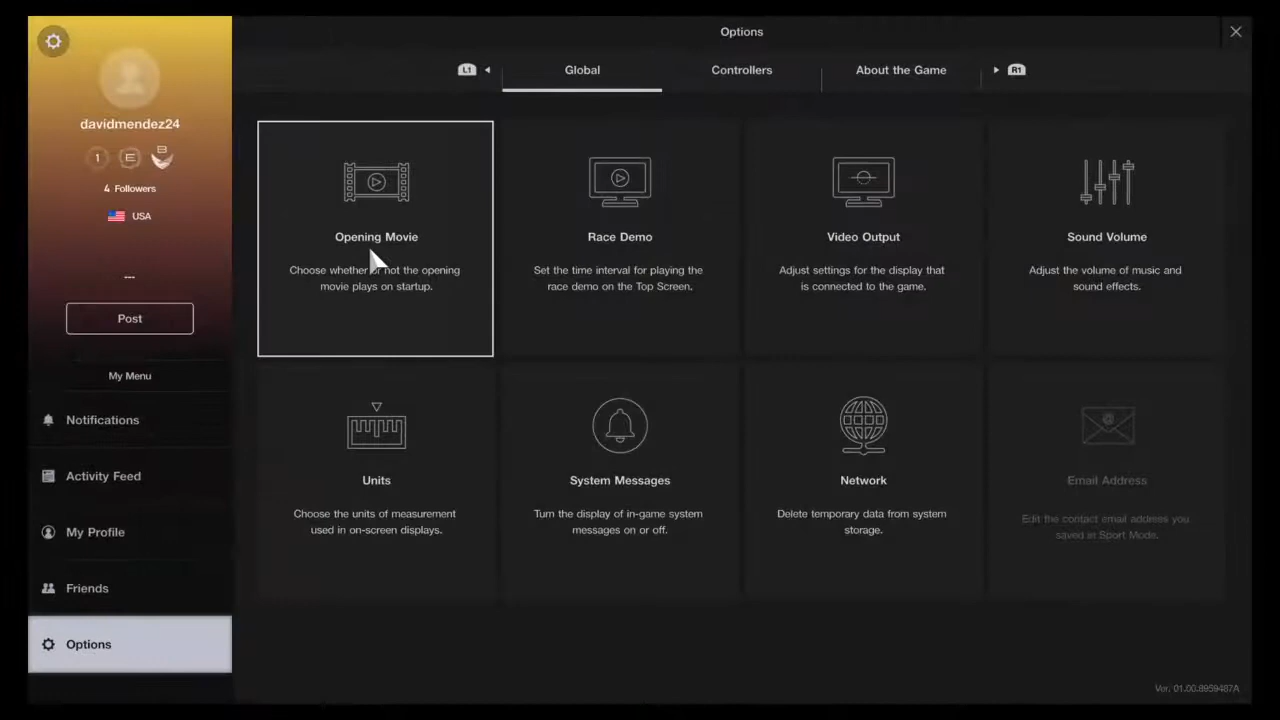 Options
L1
Global
Controllers
About the Game
R1
davidmendez24
1
E
B
4 Followers
USA
---
Post
My Menu
Notifications
Activity Feed
My Profile
Friends
Options
Opening Movie
Choose whether or not the opening
movie plays on startup.
Race Demo
Set the time interval for playing the
race demo on the Top Screen.
Video Output
Adjust settings for the display that
is connected to the game.
Sound Volume
Adjust the volume of music and
sound effects.
Units
Choose the units of measurement
used in on-screen displays.
System Messages
Turn the display of in-game system
messages on or off.
Network
Delete temporary data from system
storage.
Email Address
Edit the contact email address you
saved in Sport Mode.
Ver. 01.00.8959487A